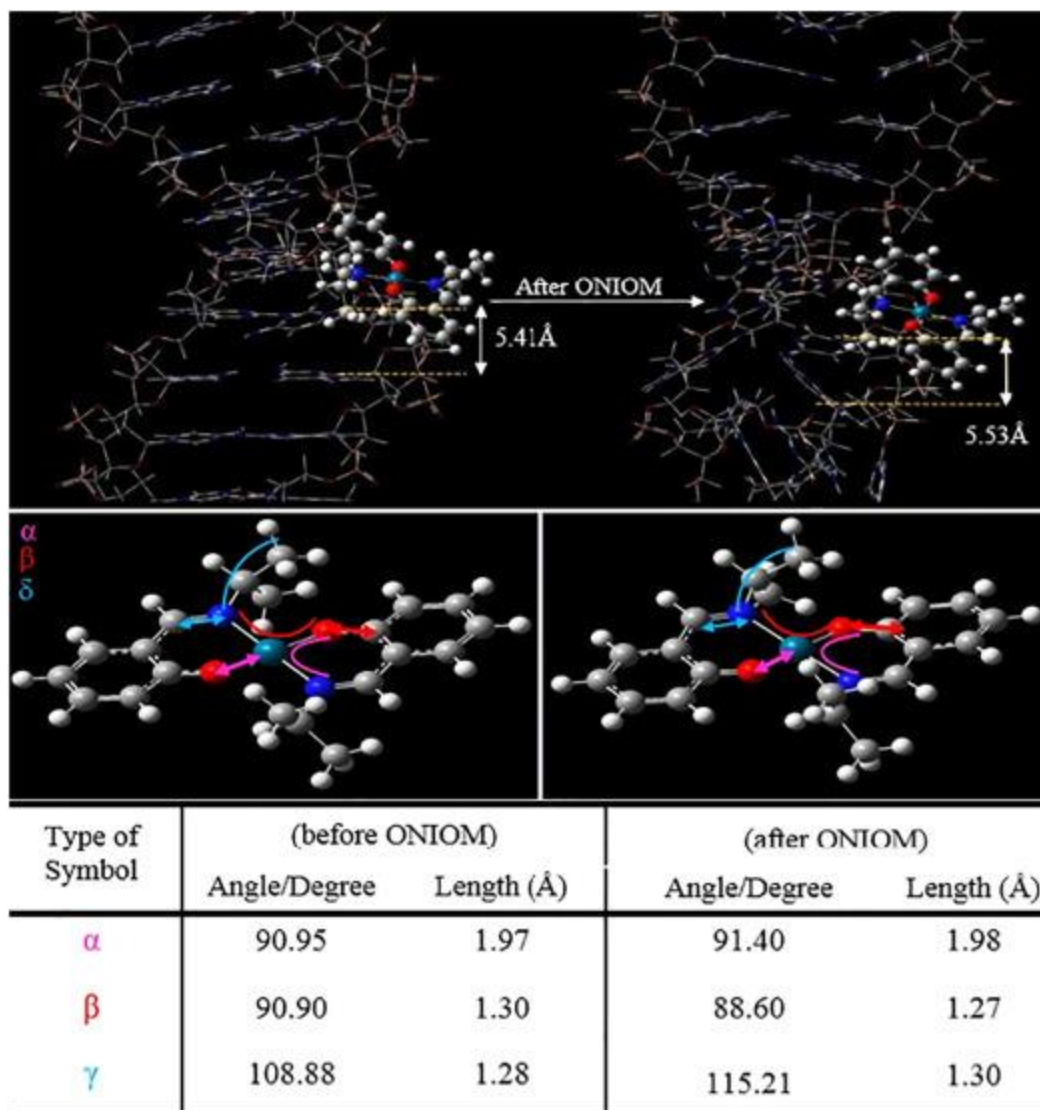 After ONIOM
5.41Å
5.53Å
α
β
δ
Type of Symbol (before ONIOM) (after ONIOM)
Angle/Degree Length (Å) Angle/Degree Length (Å)
α 90.95 1.97 91.40 1.98
β 90.90 1.30 88.60 1.27
γ 108.88 1.28 115.21 1.30